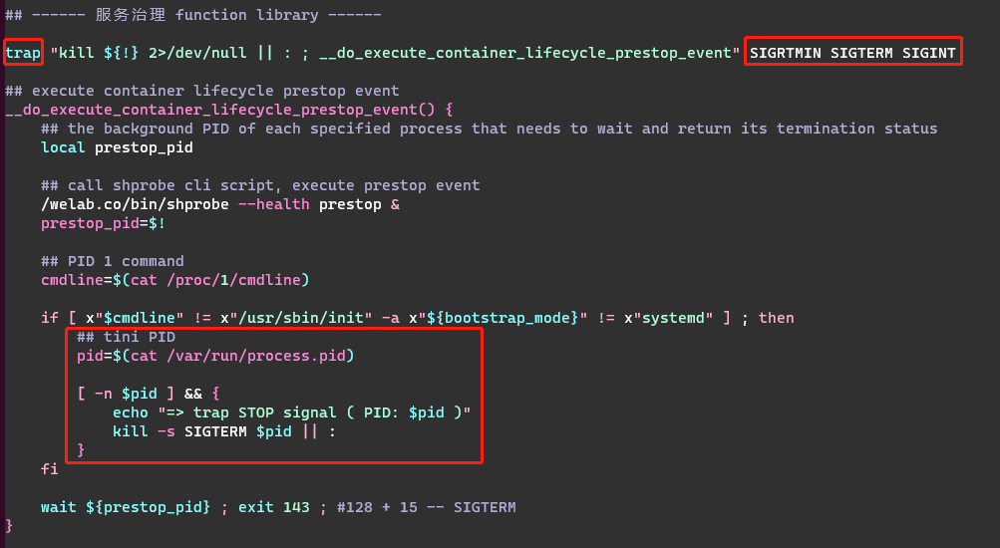 ## ------ 服务治理 function library ------
trap "kill ${!} 2>/dev/null || : ; __do_execute_container_lifecycle_prestop_event" SIGRTMIN SIGTERM SIGINT
## execute container lifecycle prestop event
__do_execute_container_lifecycle_prestop_event() {
## the background PID of each specified process that needs to wait and return its termination status
local prestop_pid
## call shprobe cli script, execute prestop event
/welab.co/bin/shprobe --health prestop &
prestop_pid=$!
## PID 1 command
cmdline=$(cat /proc/1/cmdline)
if [ x"$cmdline" != x"/usr/sbin/init" -a x"${bootstrap_mode}" != x"systemd" ] ; then
## tini PID
pid=$(cat /var/run/process.pid)
[ -n $pid ] && {
echo "=> trap STOP signal ( PID: $pid )"
kill -s SIGTERM $pid || :
}
fi
wait ${prestop_pid} ; exit 143 ; #128 + 15 -- SIGTERM
}